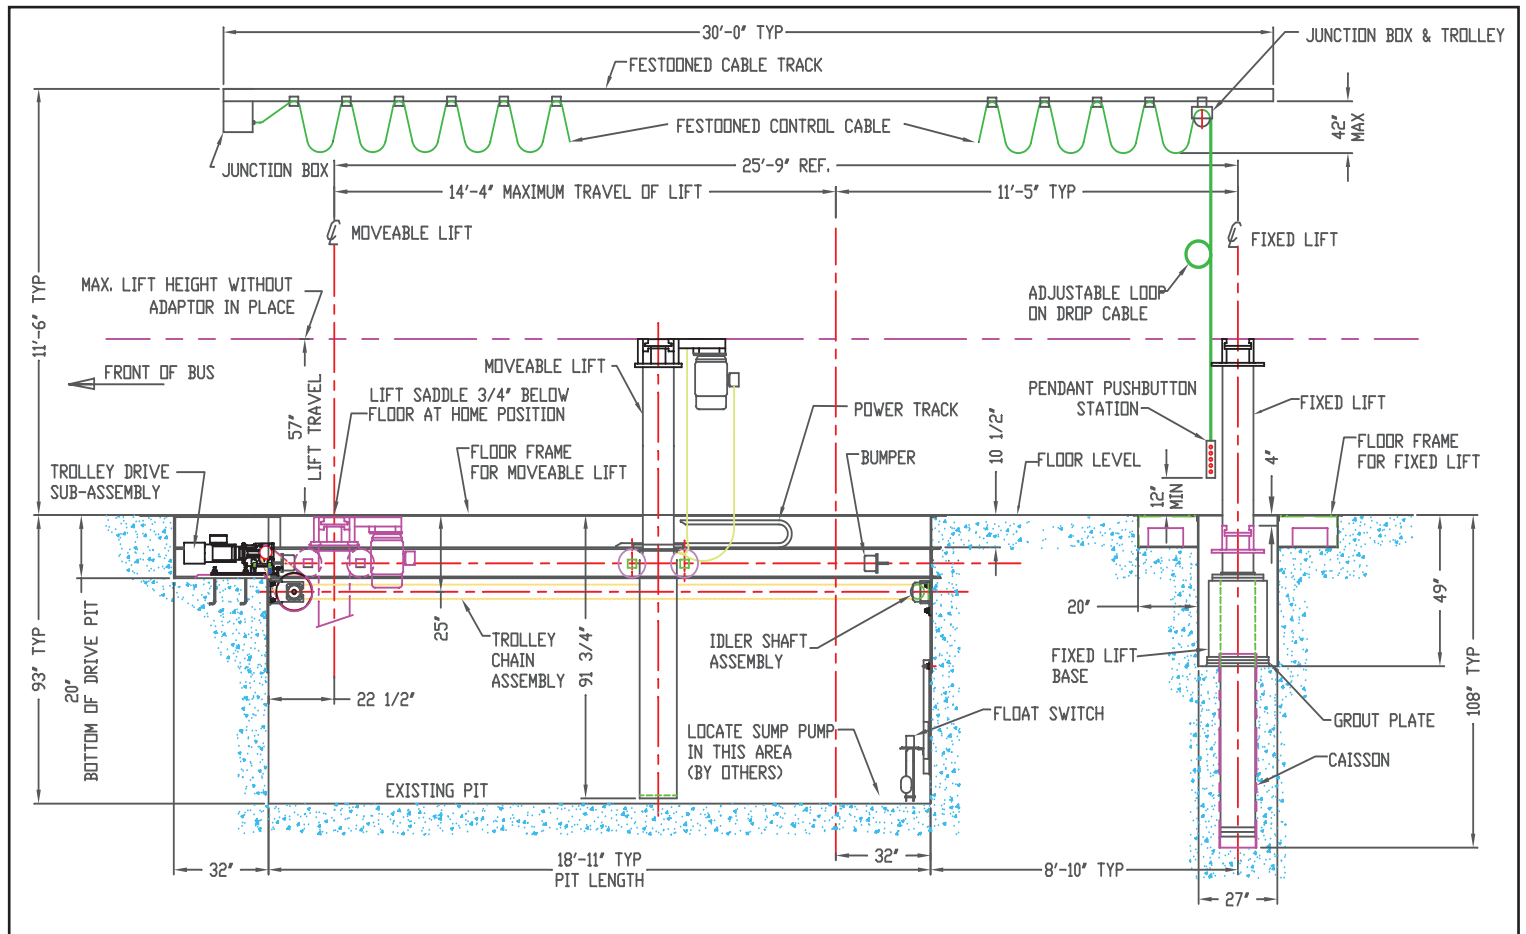 30'-0" TYP
JUNCTION BOX & TROLLEY
FESTOONED CABLE TRACK
FESTOONED CONTROL CABLE
42"
MAX
JUNCTION BOX
25'-9" REF.
14'-4" MAXIMUM TRAVEL OF LIFT
11'-5" TYP
℄ MOVEABLE LIFT
℄ FIXED LIFT
MAX. LIFT HEIGHT WITHOUT
ADAPTOR IN PLACE
ADJUSTABLE LOOP
ON DROP CABLE
11'-6" TYP
FRONT OF BUS
MOVEABLE LIFT
57"
LIFT TRAVEL
LIFT SADDLE 3/4" BELOW
FLOOR AT HOME POSITION
POWER TRACK
PENDANT PUSHBUTTON
STATION
FIXED LIFT
10 1/2"
TROLLEY DRIVE
SUB-ASSEMBLY
FLOOR FRAME
FOR MOVEABLE LIFT
BUMPER
FLOOR LEVEL
12"
MIN
4"
FLOOR FRAME
FOR FIXED LIFT
93" TYP
20"
BOTTOM OF DRIVE PIT
25"
TROLLEY
CHAIN
ASSEMBLY
91 3/4"
IDLER SHAFT
ASSEMBLY
20"
49"
108" TYP
FIXED LIFT
BASE
22 1/2"
FLOAT SWITCH
GROUT PLATE
LOCATE SUMP PUMP
IN THIS AREA
(BY OTHERS)
CAISSON
EXISTING PIT
32"
18'-11" TYP
PIT LENGTH
32"
8'-10" TYP
27"